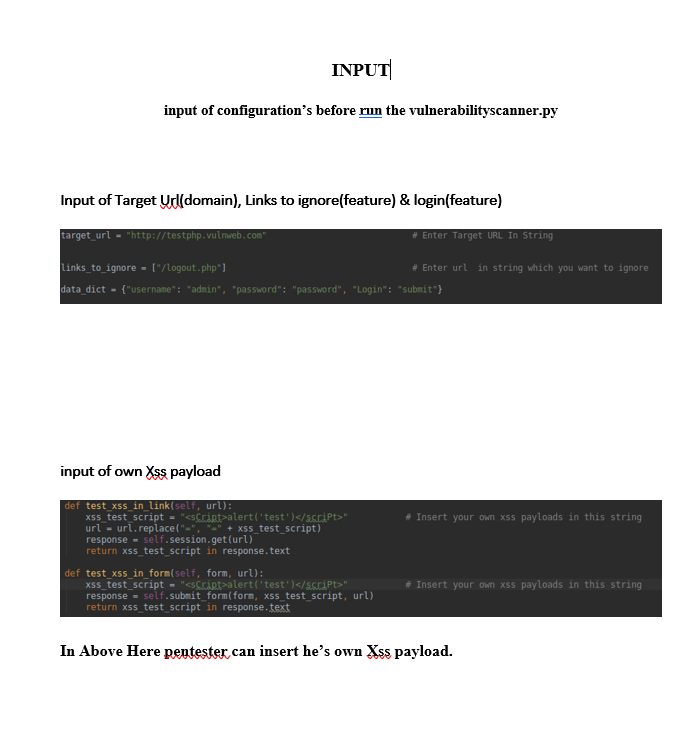 INPUT
input of configuration’s before run the vulnerabilityscanner.py
Input of Target Url(domain), Links to ignore(feature) & login(feature)
target_url = "http://testphp.vulnweb.com" # Enter Target URL In String
links_to_ignore = ["/logout.php"] # Enter url in string which you want to ignore
data_dict = {"username": "admin", "password": "password", "Login": "submit"}
input of own Xss payload
def test_xss_in_link(self, url):
xss_test_script = "<sCript>alert('test')</scriPt>" # Insert your own xss payloads in this string
url = url.replace("=", "=" + xss_test_script)
response = self.session.get(url)
return xss_test_script in response.text
def test_xss_in_form(self, form, url):
xss_test_script = "<sCript>alert('test')</scriPt>" # Insert your own xss payloads in this string
response = self.submit_form(form, xss_test_script, url)
return xss_test_script in response.text
In Above Here pentester can insert he’s own Xss payload.